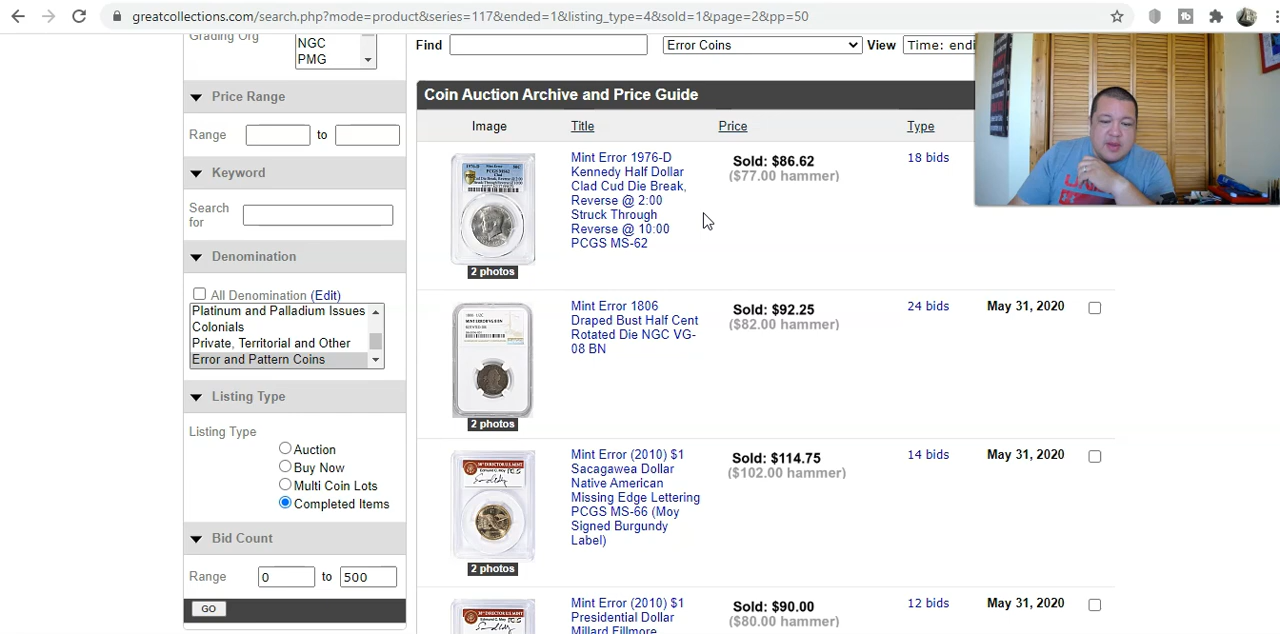 greatcollections.com/search.php?mode=product&series=117&ended=1&listing_type=4&sold=1&page=2&pp=50
Grading Org
NGC
PMG
Find
Error Coins
View
Time: endi
Price Range
Range
to
Keyword
Search for
Denomination
All Denomination (Edit)
Platinum and Palladium Issues
Colonials
Private, Territorial and Other
Error and Pattern Coins
Listing Type
Listing Type
Auction
Buy Now
Multi Coin Lots
Completed Items
Bid Count
Range
0
to
500
GO
Coin Auction Archive and Price Guide
Image
Title
Price
Type
Mint Error 1976-D
Kennedy Half Dollar
Clad Cud Die Break,
Reverse @ 2:00
Struck Through
Reverse @ 10:00
PCGS MS-62
Sold: $86.62
($77.00 hammer)
18 bids
2 photos
Mint Error 1806
Draped Bust Half Cent
Rotated Die NGC VG-
08 BN
Sold: $92.25
($82.00 hammer)
24 bids
May 31, 2020
2 photos
Mint Error (2010) $1
Sacagawea Dollar
Native American
Missing Edge Lettering
PCGS MS-66 (Moy
Signed Burgundy
Label)
Sold: $114.75
($102.00 hammer)
14 bids
May 31, 2020
2 photos
Mint Error (2010) $1
Presidential Dollar
Millard Fillmore
Sold: $90.00
($80.00 hammer)
12 bids
May 31, 2020